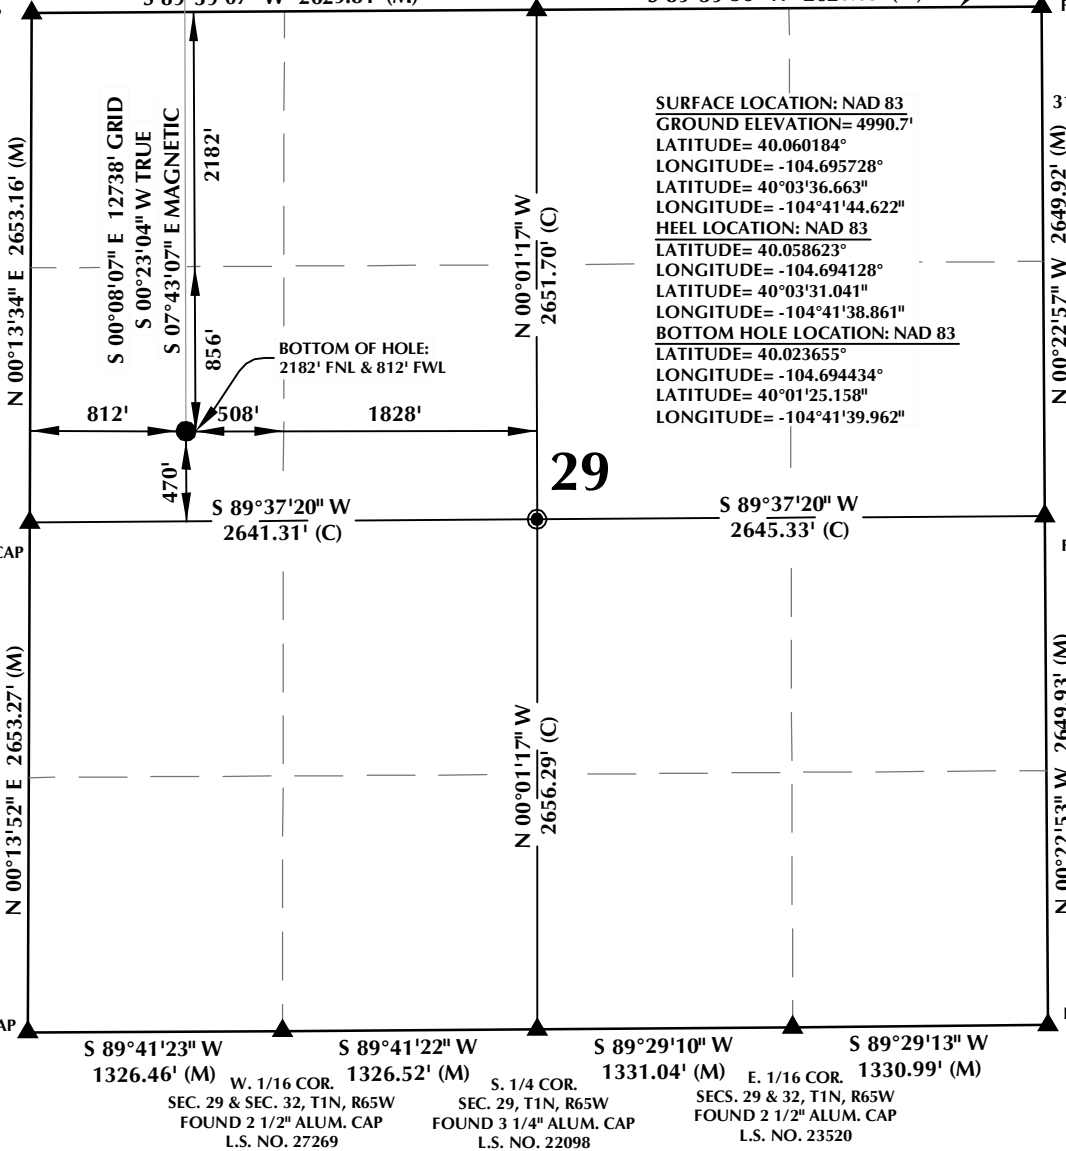 2182'
S 00°08'07" E 12738' GRID
S 00°23'04" W TRUE
S 07°43'07" E MAGNETIC
N 00°13'34" E 2653.16' (M)
856'
BOTTOM OF HOLE:
2182' FNL & 812' FWL
812'
508'
1828'
470'
N 00°01'17" W
2651.70' (C)
SURFACE LOCATION: NAD 83
GROUND ELEVATION= 4990.7'
LATITUDE= 40.060184°
LONGITUDE= -104.695728°
LATITUDE= 40°03'36.663"
LONGITUDE= -104°41'44.622"
HEEL LOCATION: NAD 83
LATITUDE= 40.058623°
LONGITUDE= -104.694128°
LATITUDE= 40°03'31.041"
LONGITUDE= -104°41'38.861"
BOTTOM HOLE LOCATION: NAD 83
LATITUDE= 40.023655°
LONGITUDE= -104.694434°
LATITUDE= 40°01'25.158"
LONGITUDE= -104°41'39.962"
N 00°22'57" W 2649.92' (M)
29
S 89°37'20" W
2641.31' (C)
S 89°37'20" W
2645.33' (C)
CAP
N 00°13'52" E 2653.27' (M)
N 00°01'17" W
2656.29' (C)
N 00°22'53" W 2649.93' (M)
AP
S 89°41'23" W
1326.46' (M)
S 89°41'22" W
1326.52' (M)
S 89°29'10" W
1331.04' (M)
S 89°29'13" W
1330.99' (M)
W. 1/16 COR.
SEC. 29 & SEC. 32, T1N, R65W
FOUND 2 1/2" ALUM. CAP
L.S. NO. 27269
S. 1/4 COR.
SEC. 29, T1N, R65W
FOUND 3 1/4" ALUM. CAP
L.S. NO. 22098
E. 1/16 COR.
SECS. 29 & 32, T1N, R65W
FOUND 2 1/2" ALUM. CAP
L.S. NO. 23520